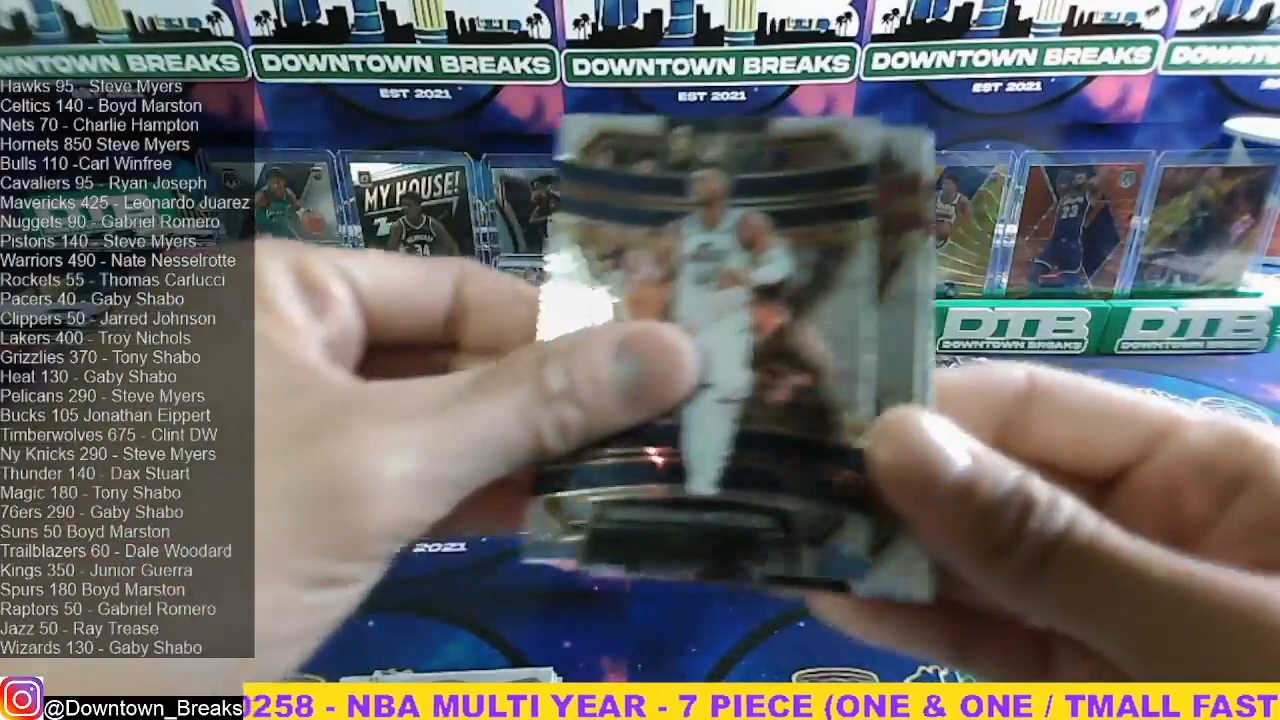 DOWNTOWN BREAKS
DOWNTOWN BREAKS
DOWNTOWN BREAKS
DOWNTOWN BREAKS
DOWNTOWN
EST 2021
EST 2021
EST 2021
Hawks 95 - Steve Myers
Celtics 140 - Boyd Marston
Nets 70 - Charlie Hampton
Hornets 850 Steve Myers
Bulls 110 -Carl Winfree
Cavaliers 95 - Ryan Joseph
Mavericks 425 - Leonardo Juarez
Nuggets 90 - Gabriel Romero
Pistons 140 - Steve Myers
Warriors 490 - Nate Nesselrotte
Rockets 55 - Thomas Carlucci
Pacers 40 - Gaby Shabo
Clippers 50 - Jarred Johnson
Lakers 400 - Troy Nichols
Grizzlies 370 - Tony Shabo
Heat 130 - Gaby Shabo
Pelicans 290 - Steve Myers
Bucks 105 Jonathan Eippert
Timberwolves 675 - Clint DW
Ny Knicks 290 - Steve Myers
Thunder 140 - Dax Stuart
Magic 180 - Tony Shabo
76ers 290 - Gaby Shabo
Suns 50 Boyd Marston
Trailblazers 60 - Dale Woodard
Kings 350 - Junior Guerra
Spurs 180 Boyd Marston
Raptors 50 - Gabriel Romero
Jazz 50 - Ray Trease
Wizards 130 - Gaby Shabo
MY HOUSE!
34
23
DTB
DOWNTOWN BREAKS
DTB
DOWNTOWN BREAKS
2021
@Downtown_Breaks
0258 - NBA MULTI YEAR - 7 PIECE (ONE & ONE / TMALL FAST